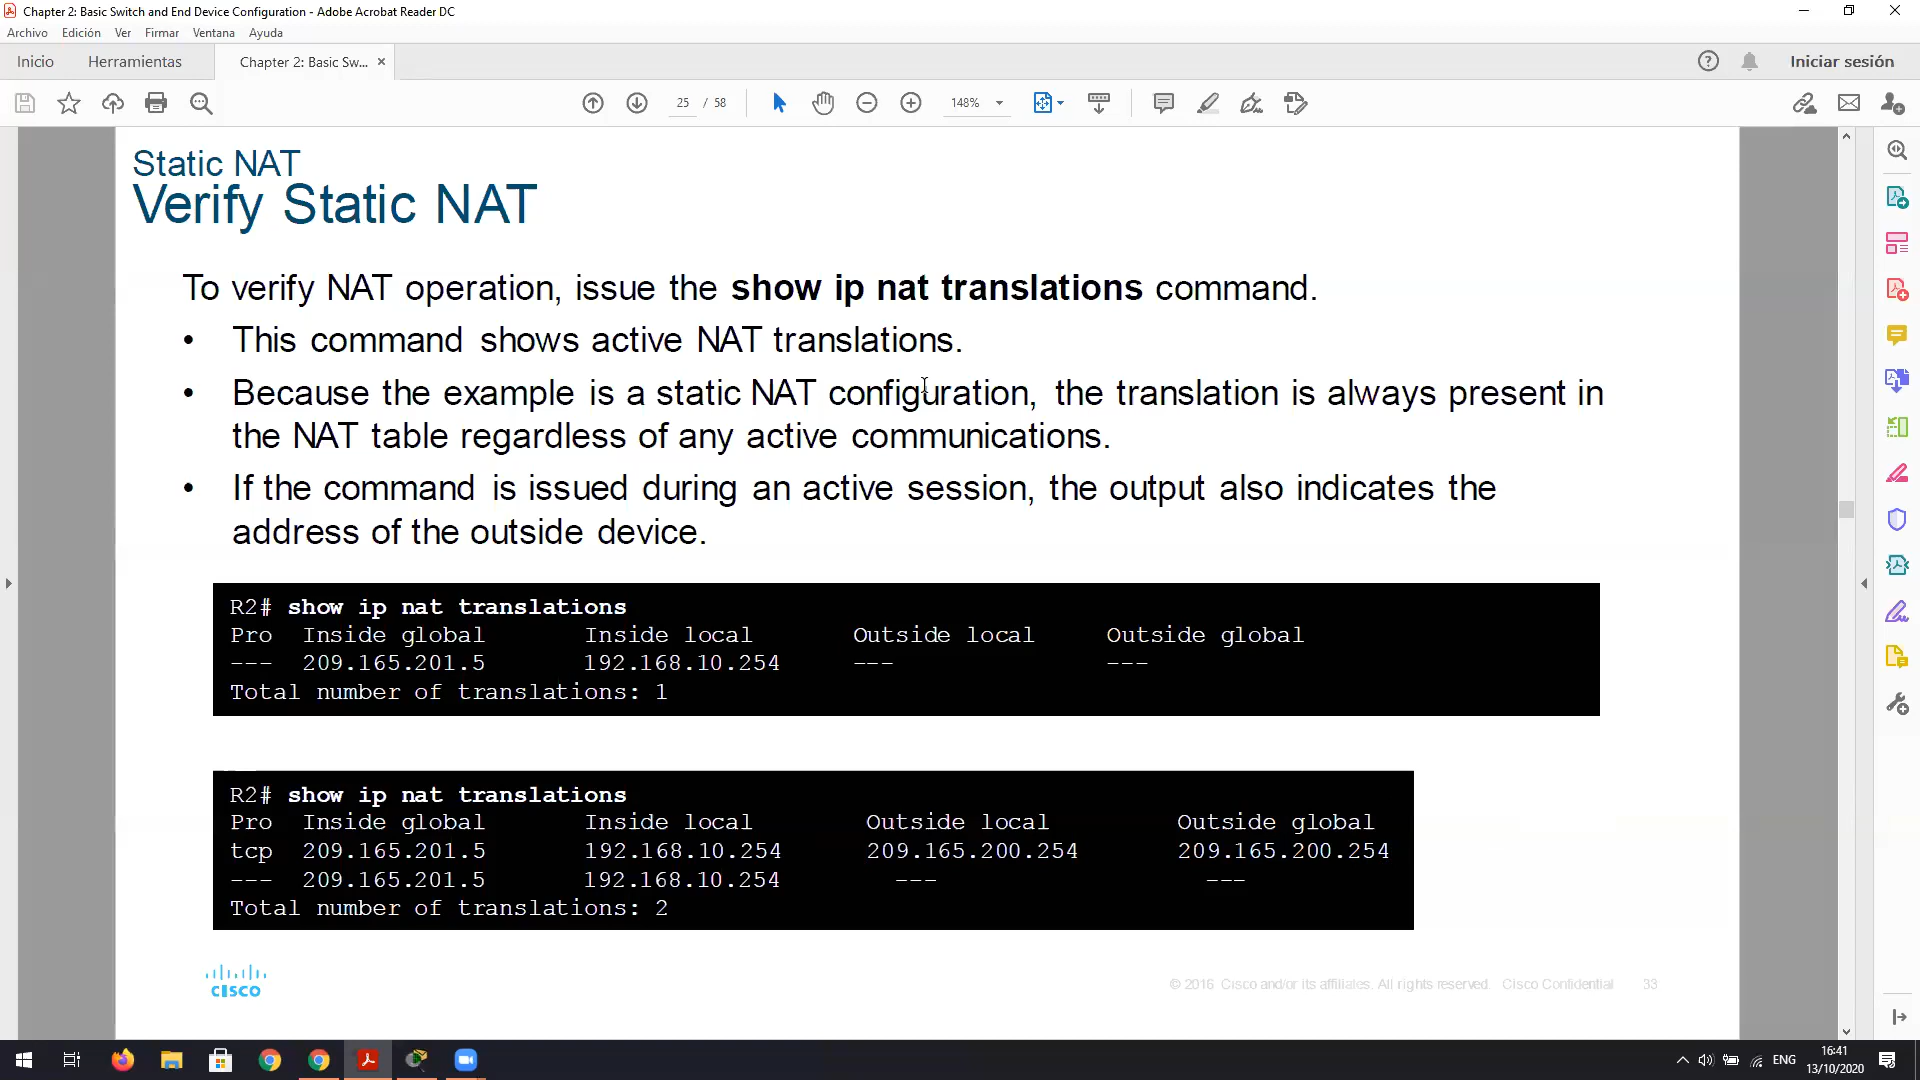 Chapter 2: Basic Switch and End Device Configuration - Adobe Acrobat Reader DC
Archivo Edición Ver Firmar Ventana Ayuda
Inicio Herramientas Chapter 2: Basic Sw... × Iniciar sesión
25 / 58 148%
Static NAT
Verify Static NAT
To verify NAT operation, issue the show ip nat translations command.
• This command shows active NAT translations.
• Because the example is a static NAT configuration, the translation is always present in
the NAT table regardless of any active communications.
• If the command is issued during an active session, the output also indicates the
address of the outside device.
R2# show ip nat translations
Pro Inside global Inside local Outside local Outside global
--- 209.165.201.5 192.168.10.254 --- ---
Total number of translations: 1
R2# show ip nat translations
Pro Inside global Inside local Outside local Outside global
tcp 209.165.201.5 192.168.10.254 209.165.200.254 209.165.200.254
--- 209.165.201.5 192.168.10.254 --- ---
Total number of translations: 2
CISCO
© 2016 Cisco and/or its affiliates. All rights reserved. Cisco Confidential 33
ENG
16:41
13/10/2020